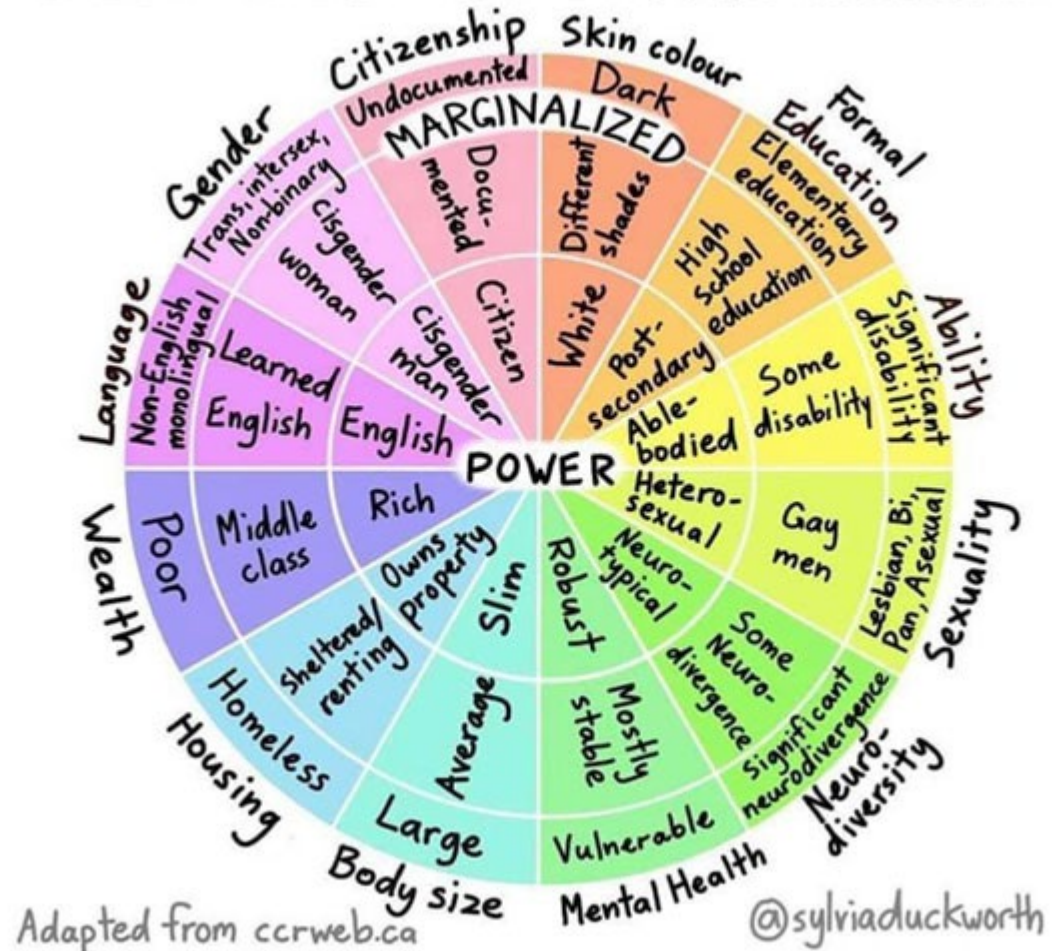 Citizenship
Undocumented
Docu-
mented
Citizen
Skin colour
Dark
Different
shades
White
Formal
Education
Elementary
education
High
school
education
Post-
secondary
Ability
Significant
disability
Some
disability
Able-
bodied
Sexuality
Lesbian, Bi,
Pan, Asexual
Gay
men
Hetero-
sexual
Neuro-
diversity
Significant
neurodivergence
Some
Neuro-
divergence
Neuro-
typical
Mental Health
Vulnerable
Mostly
stable
Robust
Body size
Large
Average
Slim
Housing
Homeless
Sheltered/
renting
Owns
property
Wealth
Poor
Middle
class
Rich
Language
Non-English
monolingual
Learned
English
English
Gender
Trans, intersex,
Non-binary
cisgender
woman
cisgender
man
MARGINALIZED
POWER
Adapted from ccrweb.ca
@sylviaduckworth